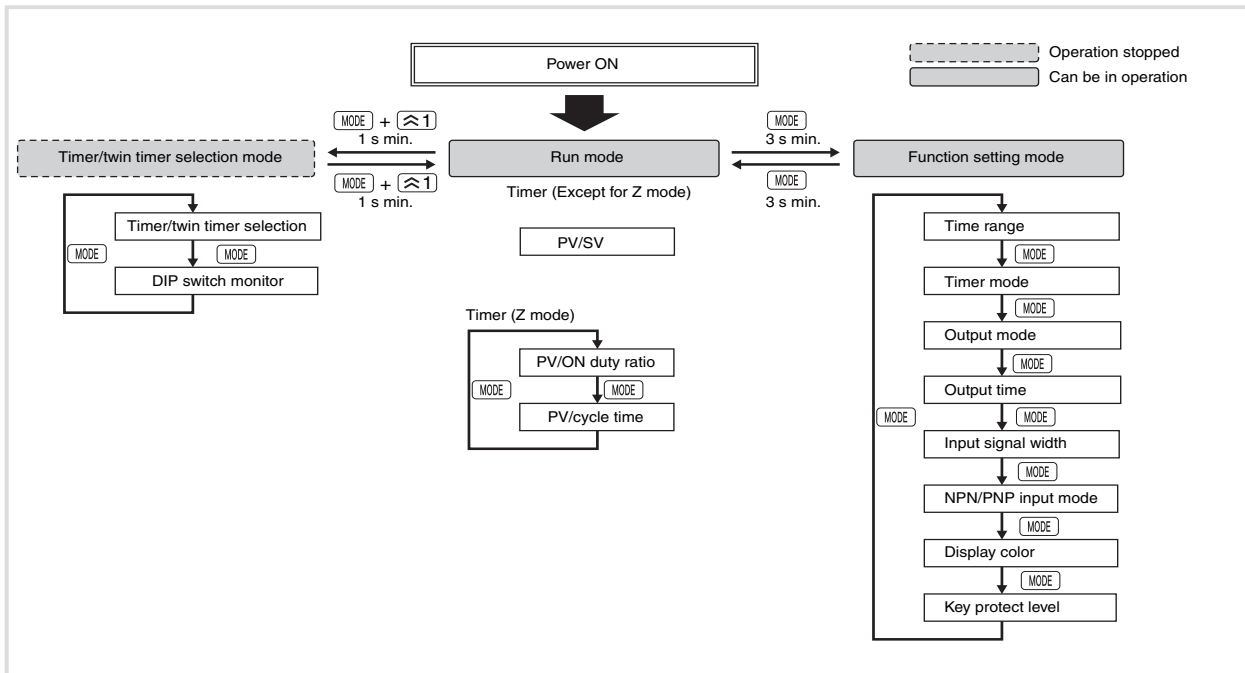 Power ON
Operation stopped
Can be in operation
MODE + ︽1
1 s min.
MODE
3 s min.
Timer/twin timer selection mode
Run mode
Function setting mode
MODE + ︽1
1 s min.
MODE
3 s min.
Timer (Except for Z mode)
Timer/twin timer selection
MODE
MODE
DIP switch monitor
PV/SV
Timer (Z mode)
PV/ON duty ratio
MODE
MODE
PV/cycle time
Time range
MODE
Timer mode
MODE
Output mode
MODE
Output time
MODE
MODE
Input signal width
MODE
NPN/PNP input mode
MODE
Display color
MODE
Key protect level